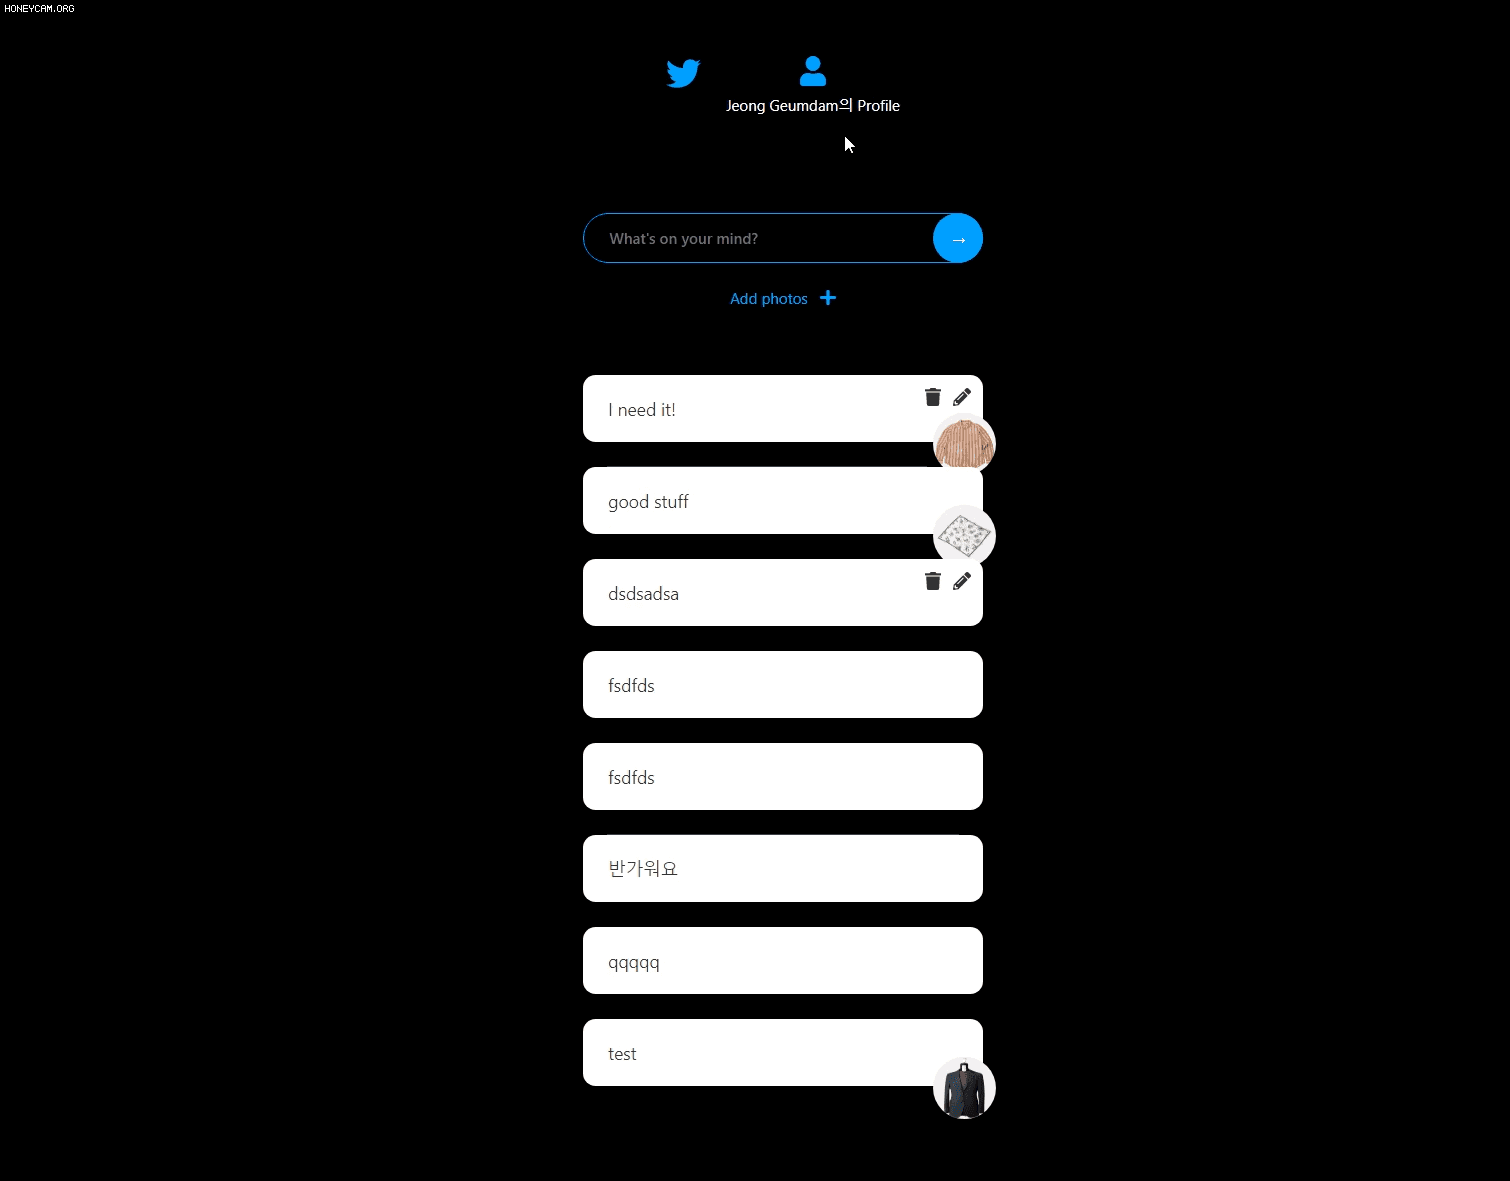 HONEYCAM.ORG
Jeong Geumdam의 Profile
What's on your mind?
→
Add photos +
I need it!
good stuff
dsdsadsa
fsdfds
fsdfds
반가워요
qqqqq
test